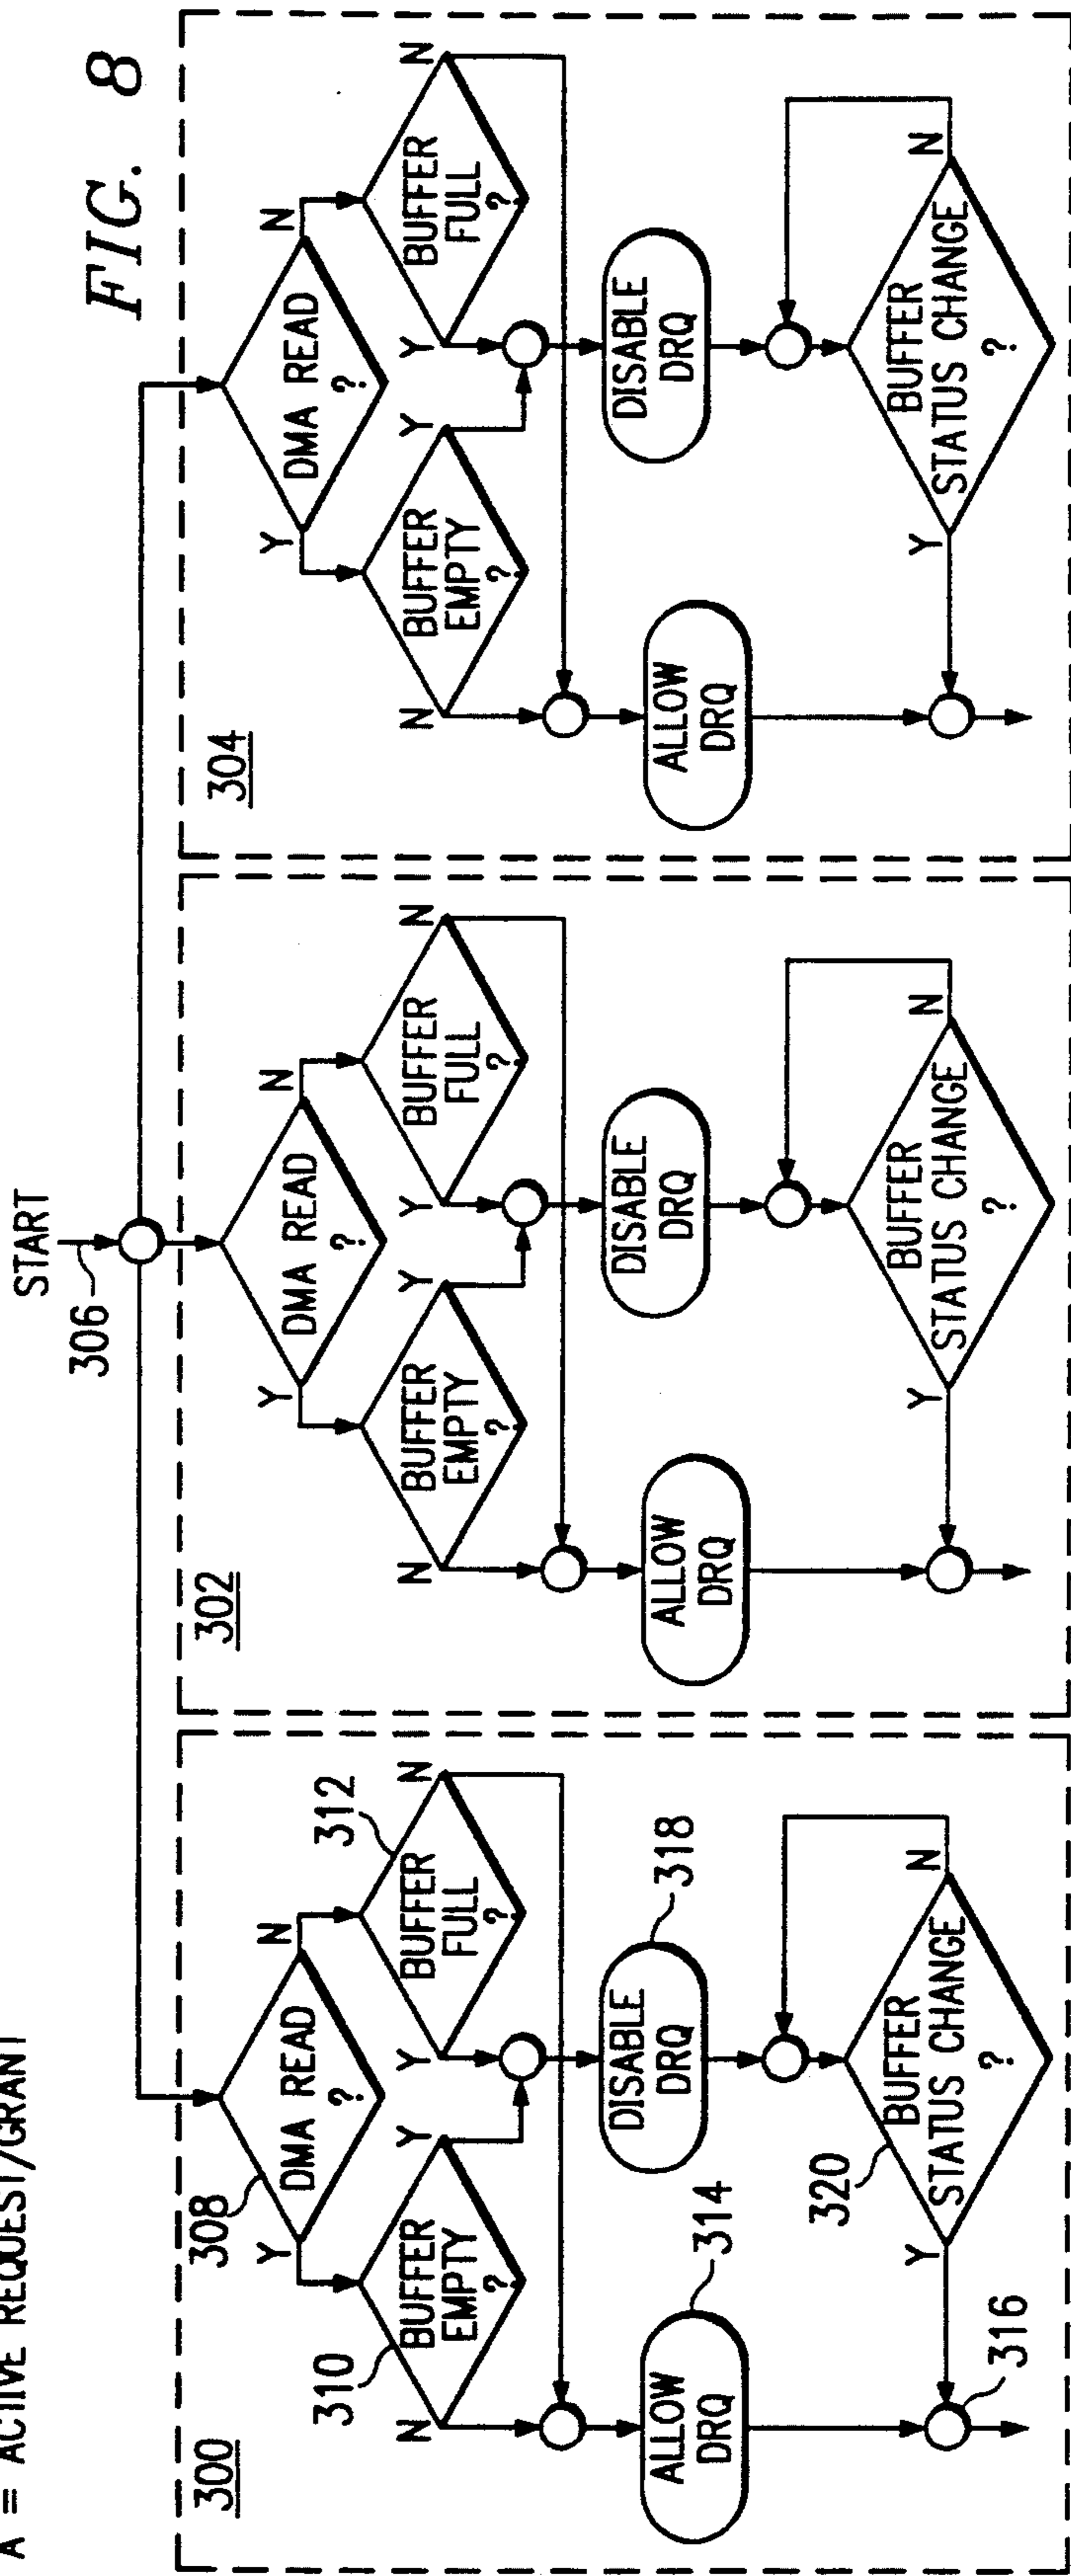 A = ACTIVE REQUEST/GRANT
FIG. 8
START
306
300
308
DMA READ
?
Y
N
310
BUFFER
EMPTY
?
N
Y
312
BUFFER
FULL
?
Y
N
314
ALLOW
DRQ
318
DISABLE
DRQ
320
BUFFER
STATUS CHANGE
?
Y
N
316
302
DMA READ
?
Y
N
BUFFER
EMPTY
?
N
Y
BUFFER
FULL
?
Y
N
ALLOW
DRQ
DISABLE
DRQ
BUFFER
STATUS CHANGE
?
Y
N
304
DMA READ
?
Y
N
BUFFER
EMPTY
?
N
Y
BUFFER
FULL
?
Y
N
ALLOW
DRQ
DISABLE
DRQ
BUFFER
STATUS CHANGE
?
Y
N